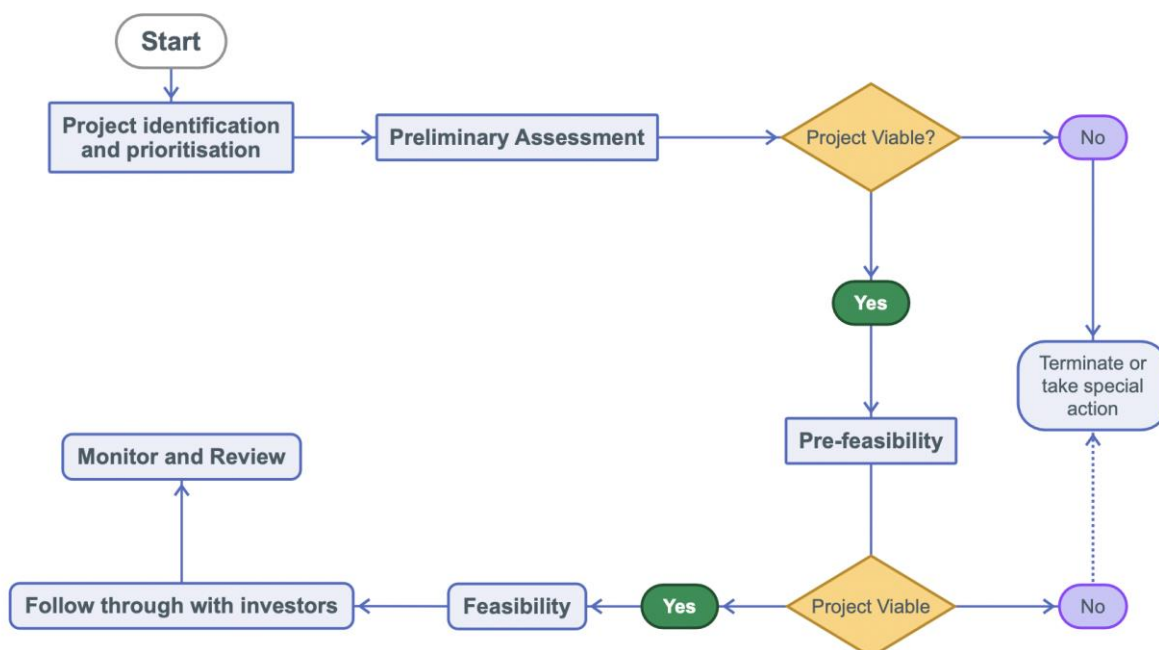 Start
Project identification
and prioritisation
Preliminary Assessment
Project Viable?
No
Yes
Terminate or
take special
action
Pre-feasibility
Monitor and Review
Follow through with investors
Feasibility
Yes
Project Viable
No